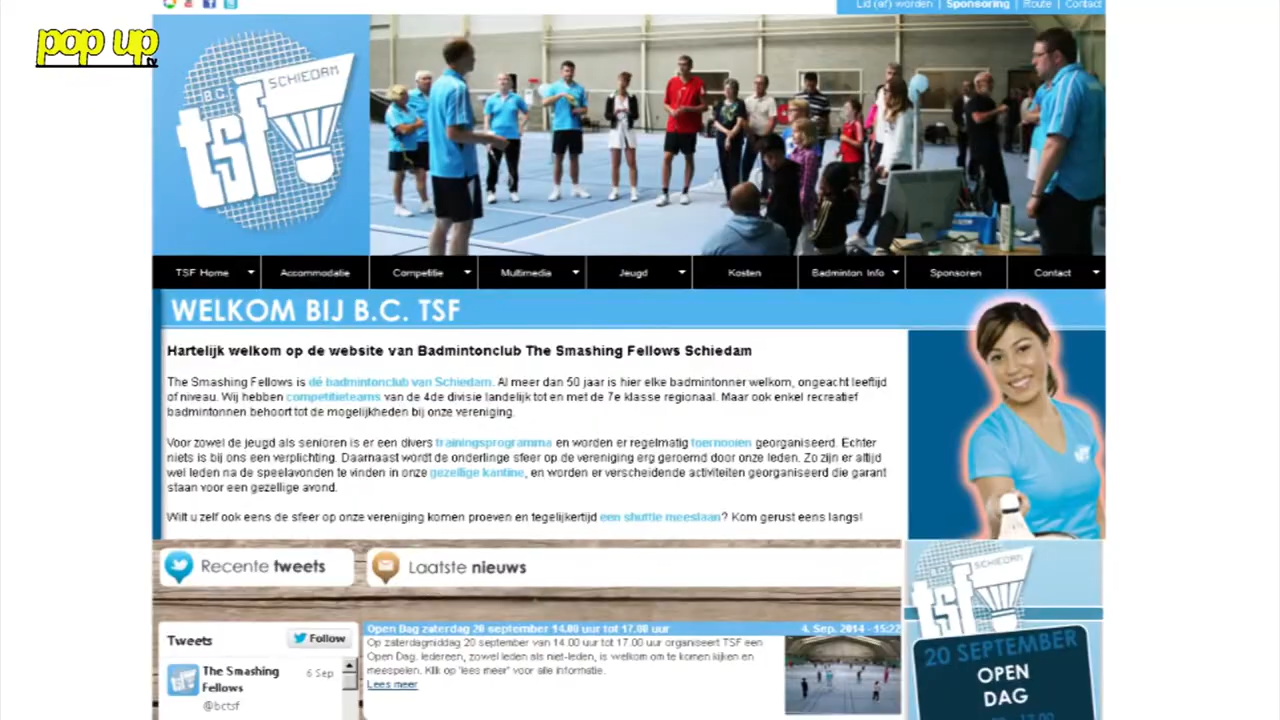 pop up
tv
Lid (af) worden | Sponsoring | Route | Contact
B.C. tsf SCHIEDAM
TSF Home
Accommodatie
Competitie
Multimedia
Jeugd
Kosten
Badminton Info
Sponsoren
Contact
WELKOM BIJ B.C. TSF
Hartelijk welkom op de website van Badmintonclub The Smashing Fellows Schiedam
The Smashing Fellows is dé badmintonclub van Schiedam. Al meer dan 50 jaar is hier elke badmintonner welkom, ongeacht leeftijd
of niveau. Wij hebben competitieteams van de 4de divisie landelijk tot en met de 7e klasse regionaal. Maar ook enkel recreatief
badmintonnen behoort tot de mogelijkheden bij onze vereniging.
Voor zowel de jeugd als senioren is er een divers trainingsprogramma en worden er regelmatig toernooien georganiseerd. Echter
niets is bij ons een verplichting. Daarnaast wordt de onderlinge sfeer op de vereniging erg geroemd door onze leden. Zo zijn er altijd
wel leden na de speelavonden te vinden in onze gezellige kantine, en worden er verscheidende activiteiten georganiseerd die garant
staan voor een gezellige avond.
Wilt u zelf ook eens de sfeer op onze vereniging komen proeven en tegelijkertijd een shuttle meeslaan? Kom gerust eens langs!
Recente tweets
Laatste nieuws
tsf SCHIEDAM
Tweets
Follow
The Smashing
Fellows
6 Sep
@bctsf
Open Dag zaterdag 20 september 14.00 uur tot 17.00 uur
4. Sep. 2014 - 15:22
Op zaterdagmiddag 20 september van 14.00 uur tot 17.00 uur organiseert TSF een
Open Dag. Iedereen, zowel leden als niet-leden, is welkom om te komen kijken en
meespelen. Klik op 'lees meer' voor alle informatie.
Lees meer
20 SEPTEMBER
OPEN
DAG